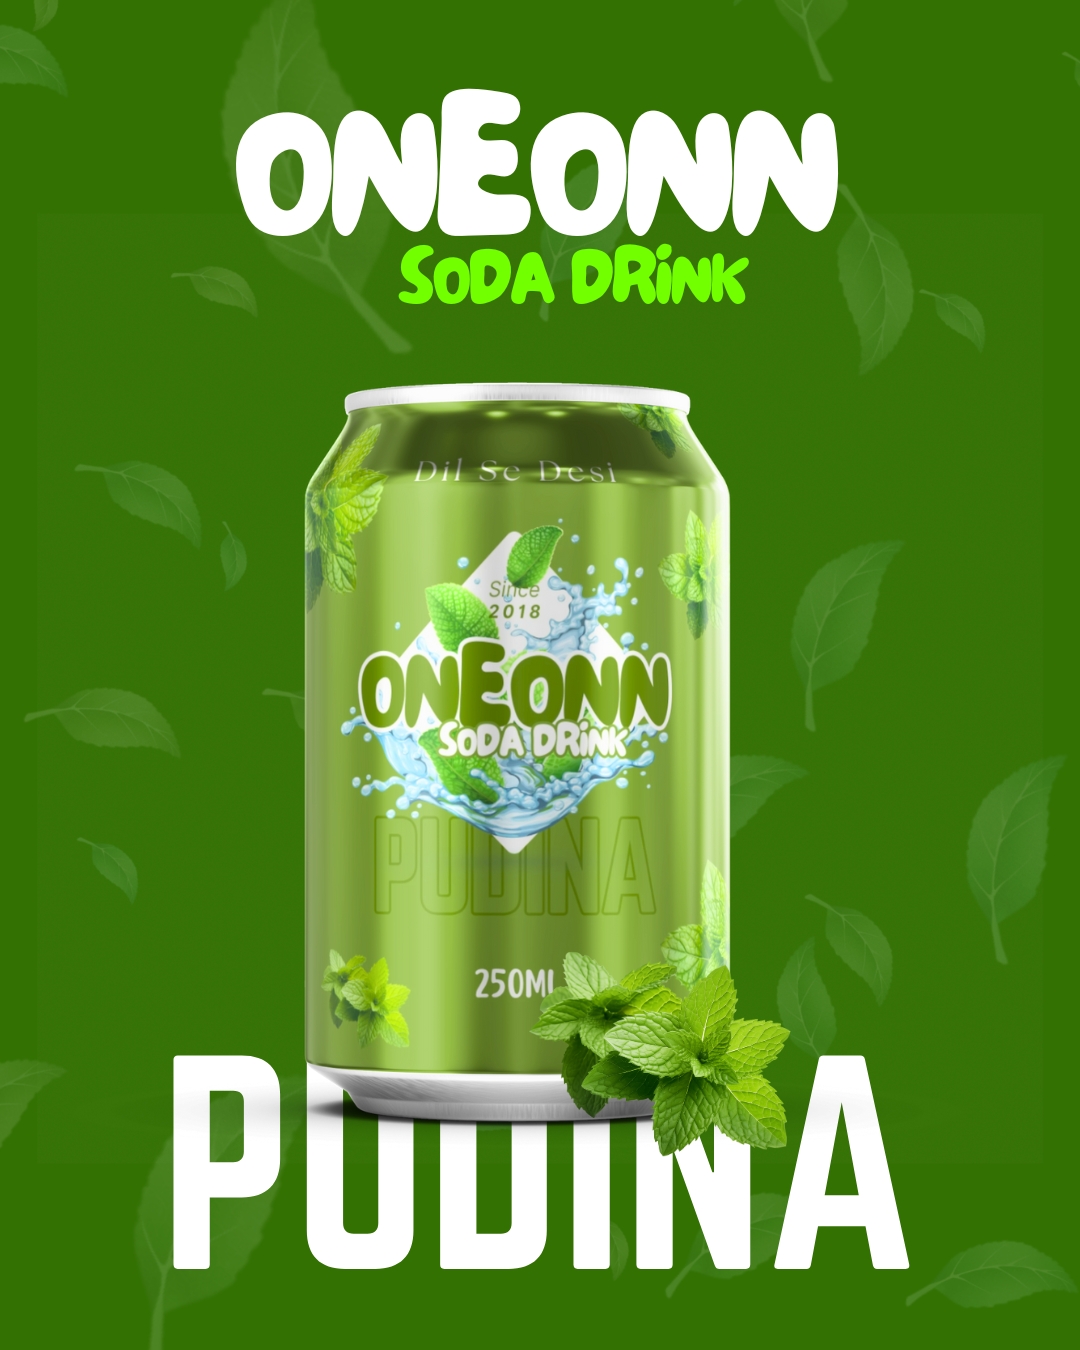 ONEONN
SODA DRINK
Dil Se Desi
Since
2018
ONEONN
SODA DRINK
PUDINA
250ML
PUDINA